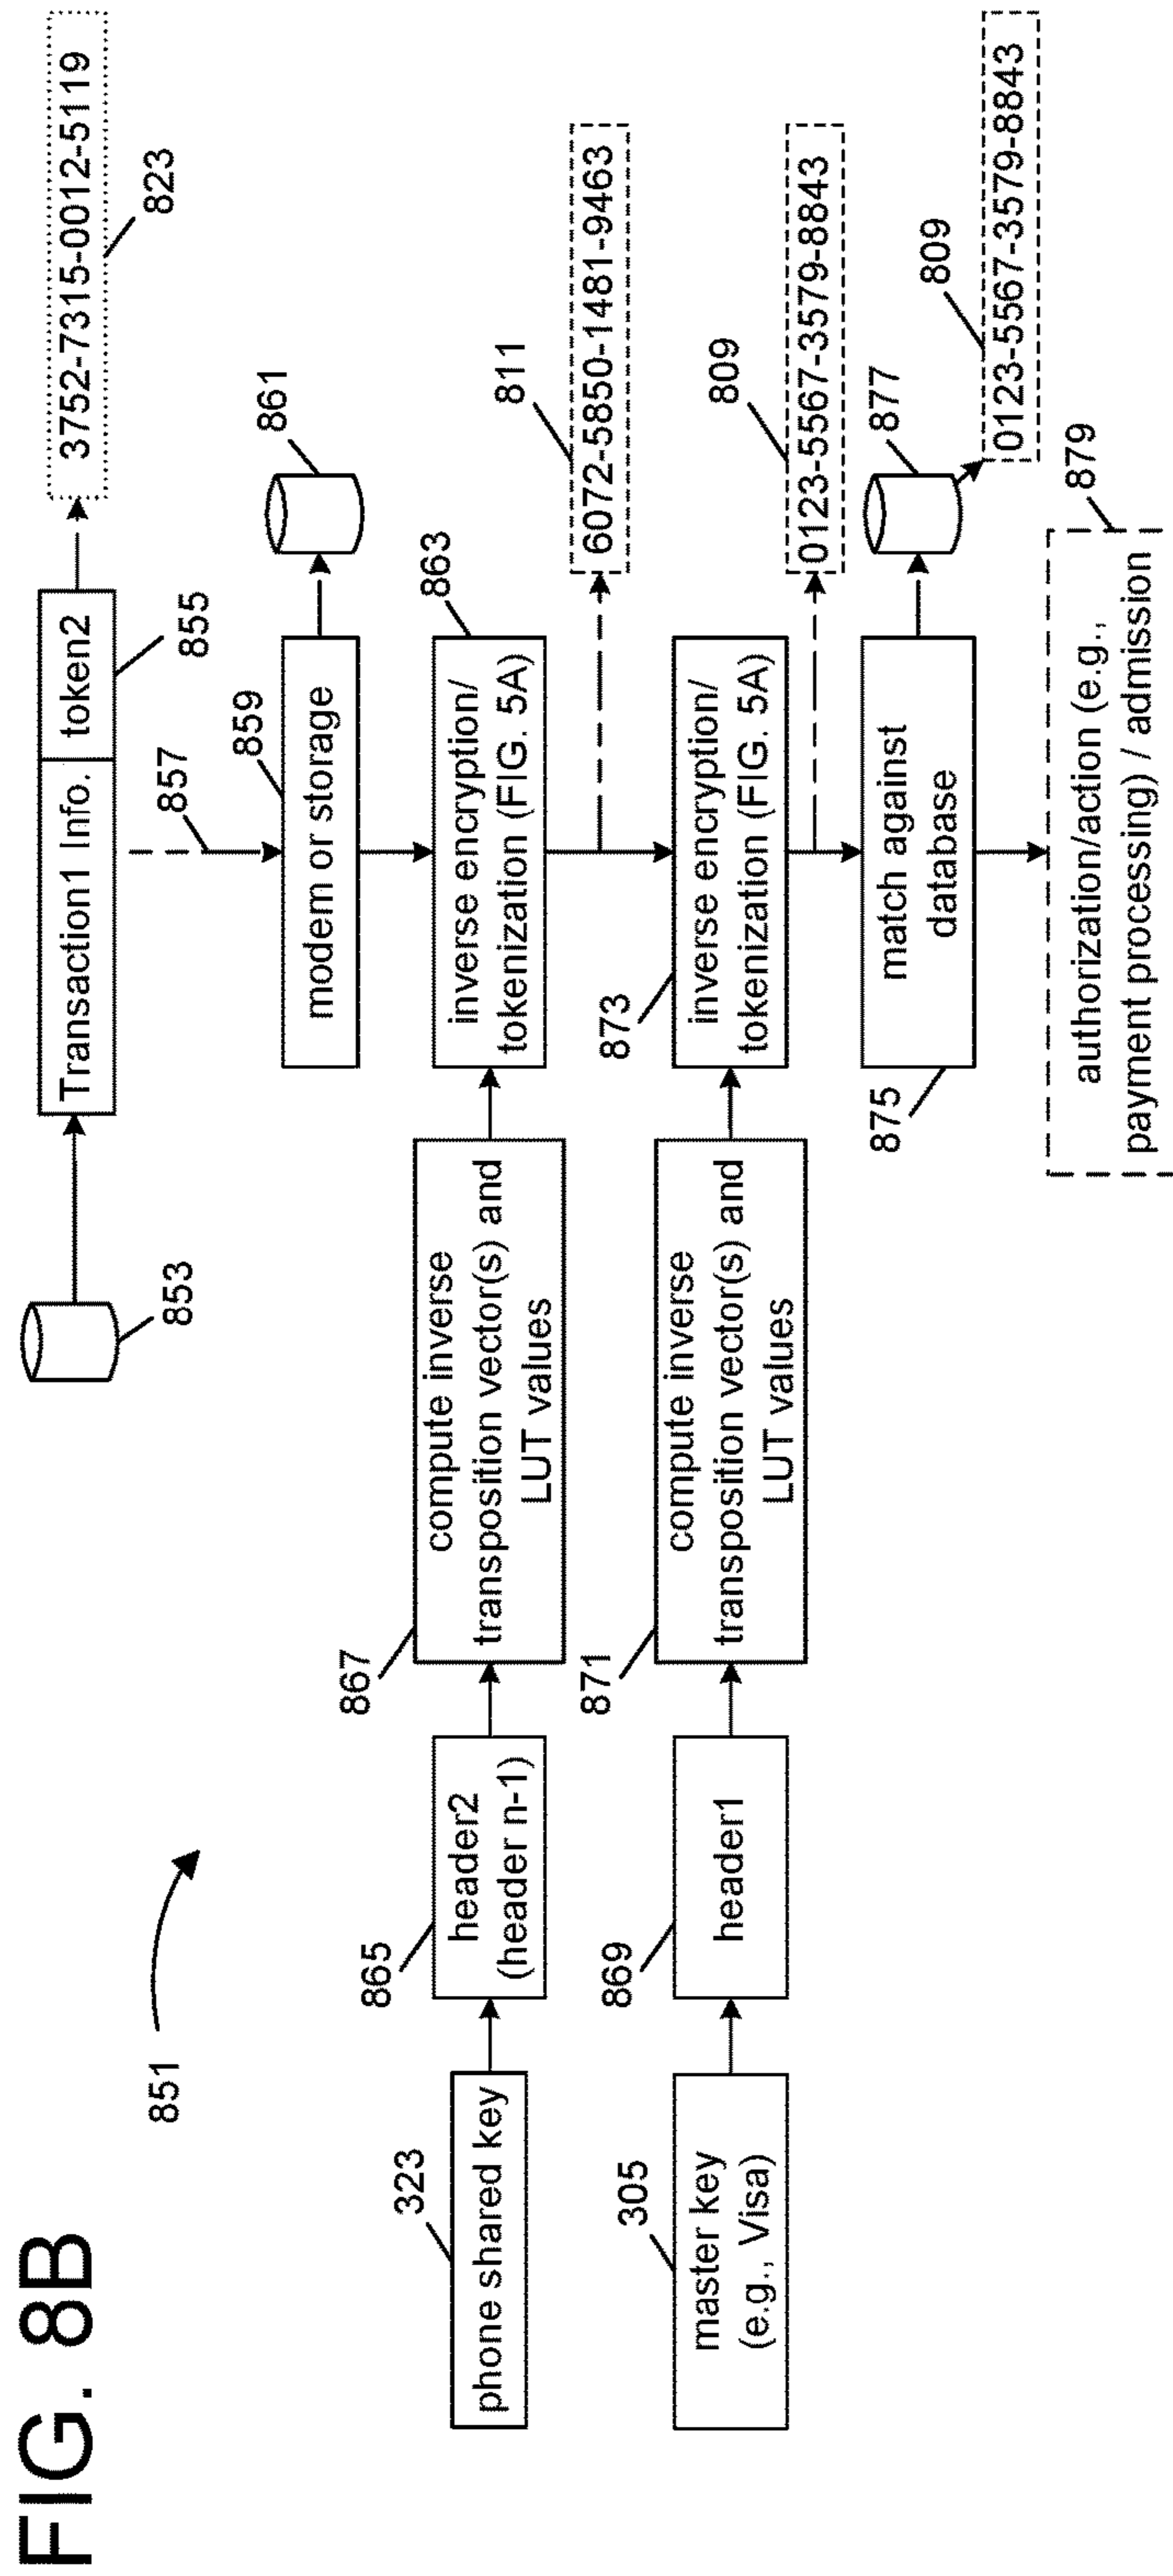 FIG. 8B
851
853
Transaction1 Info.
token2
855
3752-7315-0012-5119
823
857
859
modem or storage
861
323
phone shared key
865
header2
(header n-1)
867
compute inverse
transposition vector(s) and
LUT values
863
inverse encryption/
tokenization (FIG. 5A)
811
6072-5850-1481-9463
305
master key
(e.g., Visa)
869
header1
871
compute inverse
transposition vector(s) and
LUT values
873
inverse encryption/
tokenization (FIG. 5A)
809
0123-5567-3579-8843
875
match against
database
877
809
0123-5567-3579-8843
879
authorization/action (e.g.,
payment processing) / admission